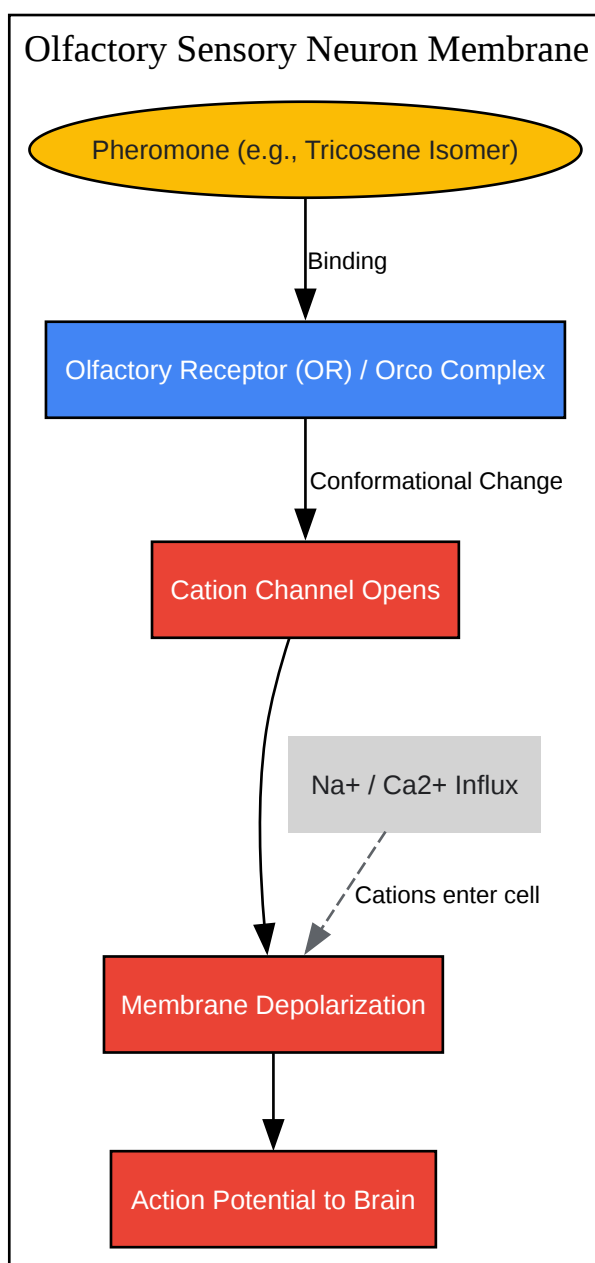 Olfactory Sensory Neuron Membrane
Pheromone (e.g., Tricosene Isomer)
Binding
Olfactory Receptor (OR) / Orco Complex
Conformational Change
Cation Channel Opens
Na+ / Ca2+ Influx
Cations enter cell
Membrane Depolarization
Action Potential to Brain